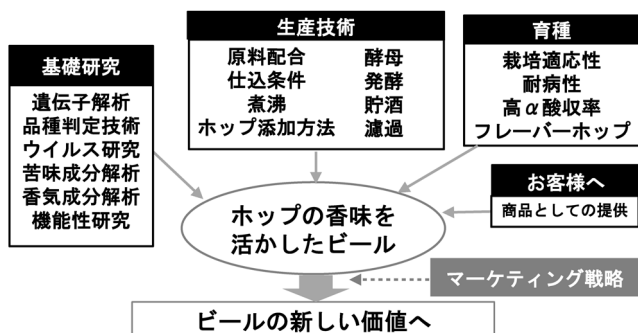 基礎研究
遺伝子解析
品種判定技術
ウイルス研究
苦味成分解析
香気成分解析
機能性研究
生産技術
原料配合 酵母
仕込条件 発酵
煮沸 貯酒
ホップ添加方法 濾過
育種
栽培適応性
耐病性
高α酸収率
フレーバーホップ
お客様へ
商品としての提供
ホップの香味を
活かしたビール
マーケティング戦略
ビールの新しい価値へ